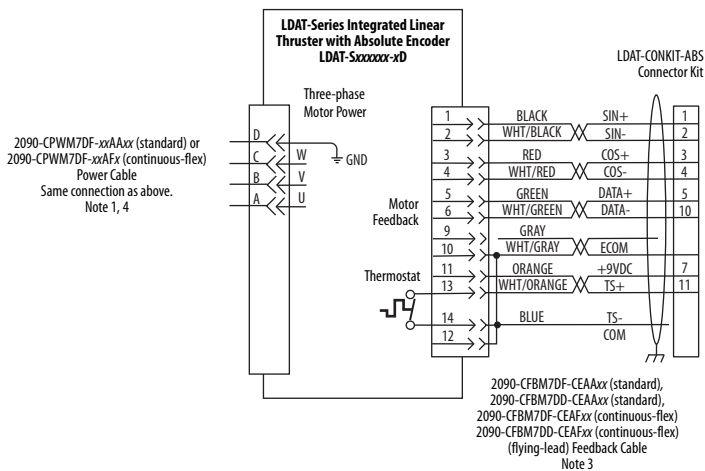 LDAT-Series Integrated Linear
Thruster with Absolute Encoder
LDAT-Sxxxxxx-xD
LDAT-CONKIT-ABS
Connector Kit
Three-phase
Motor Power
2090-CPWM7DF-xxAAxx (standard) or
2090-CPWM7DF-xxAFx (continuous-flex)
Power Cable
Same connection as above.
Note 1, 4
D
C W
B V
A U
GND
Motor
Feedback
Thermostat
1 BLACK SIN+ 1
2 WHT/BLACK SIN- 2
3 RED COS+ 3
4 WHT/RED COS- 4
5 GREEN DATA+ 5
6 WHT/GREEN DATA- 10
9 GRAY
10 WHT/GRAY ECOM
11 ORANGE +9VDC 7
13 WHT/ORANGE TS+ 11
14 BLUE TS-
12 COM
2090-CFBM7DF-CEAAxx (standard),
2090-CFBM7DD-CEAAxx (standard),
2090-CFBM7DF-CEAFxx (continuous-flex)
2090-CFBM7DD-CEAFxx (continuous-flex)
(flying-lead) Feedback Cable
Note 3